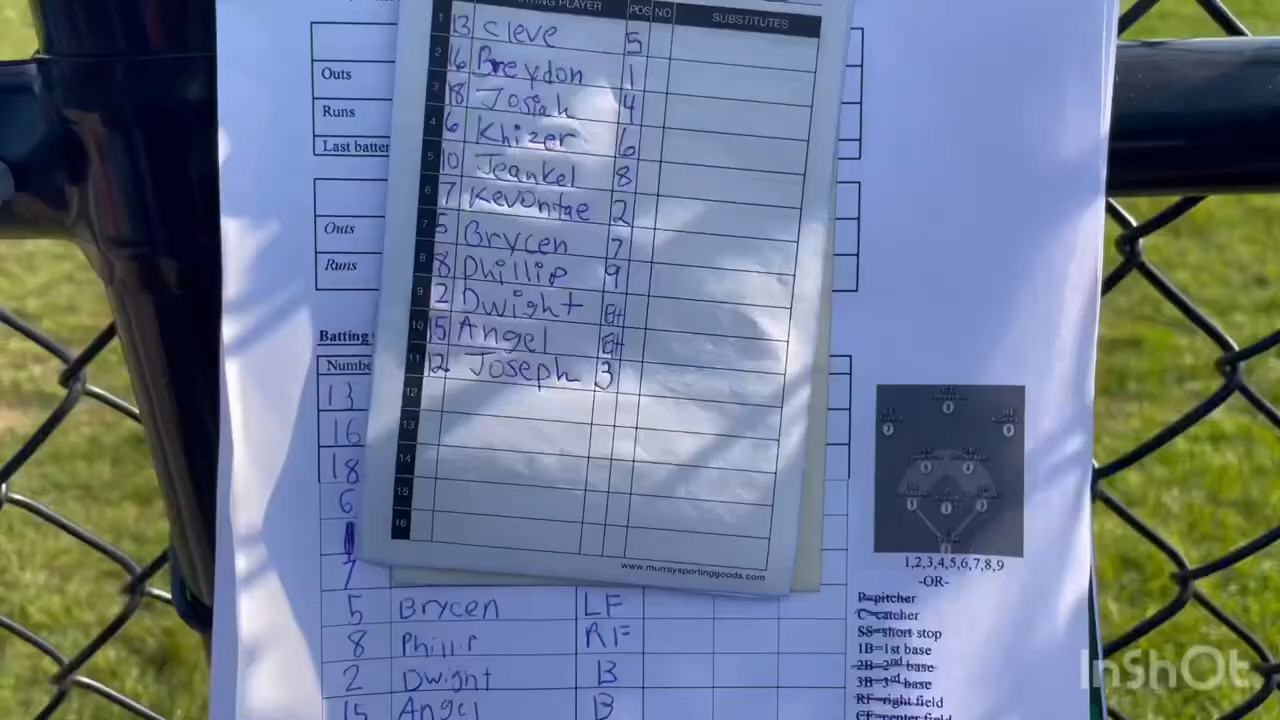 PLAYER POS NO SUBSTITUTES
1 13 Cleve 5
2 16 Breydon 1
3 18 Josiah 4
4 6 Khizer 6
5 10 Jeankel 8
6 7 Kevontae 2
7 5 Brycen 7
8 8 Phillip 9
9 2 Dwight EH
10 15 Angel EH
11 12 Joseph 3
12
13
14
15
16
www.murraysportinggoods.com
Outs
Runs
Last batter
Outs
Runs
Batting
Numbe
13
16
18
6
7
5 Brycen LF
8 Phillip RF
2 Dwight B
15 Angel B
1,2,3,4,5,6,7,8,9
-OR-
P=pitcher
C=catcher
SS=short stop
1B=1st base
2B=2nd base
3B=3rd base
RF=right field
CF=center field
InShOt